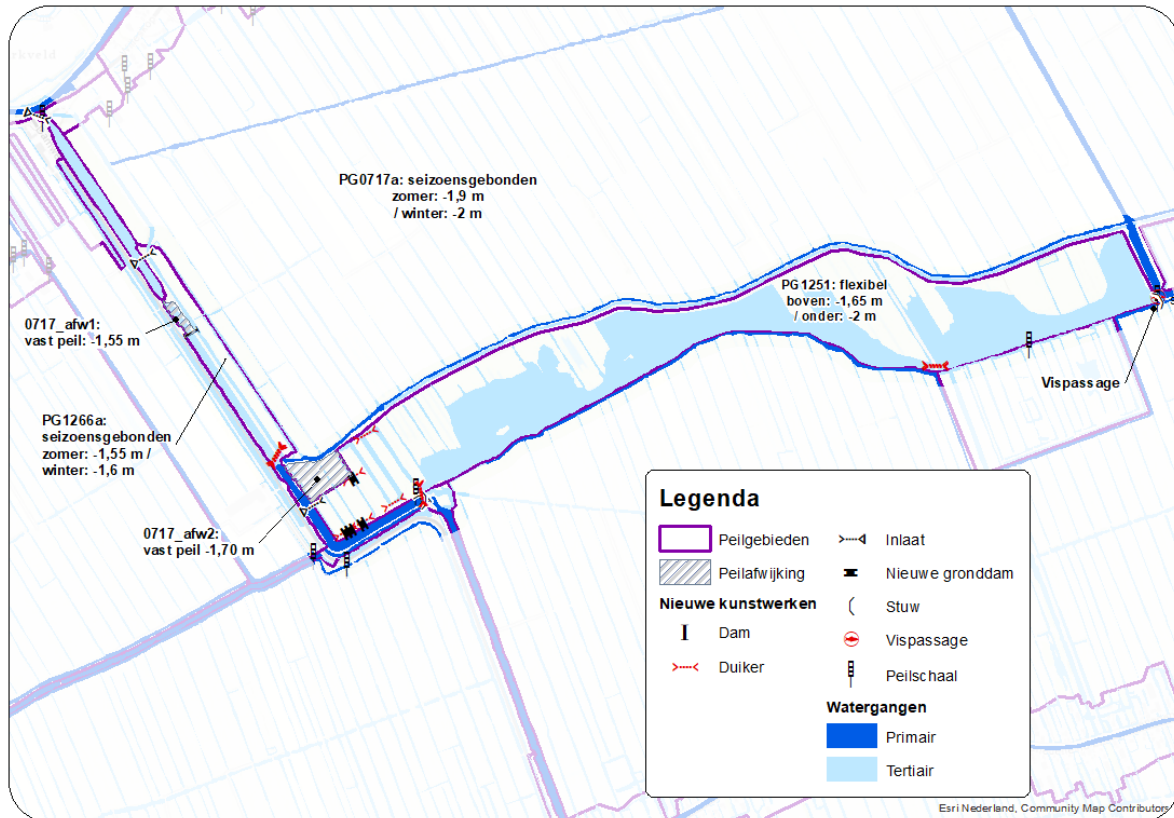 PG0717a: seizoensgebonden
zomer: -1,9 m
/ winter: -2 m
PG1251: flexibel
boven: -1,65 m
/ onder: -2 m
0717_afw1:
vast peil: -1,55 m
Vispassage
PG1266a:
seizoensgebonden
zomer: -1,55 m /
winter: -1,6 m
0717_afw2:
vast peil -1,70 m
Legenda
Peilgebieden
Peilafwijking
Nieuwe kunstwerken
Dam
Duiker
Inlaat
Nieuwe gronddam
Stuw
Vispassage
Peilschaal
Watergangen
Primair
Tertiair
Esri Nederland, Community Map Contributors